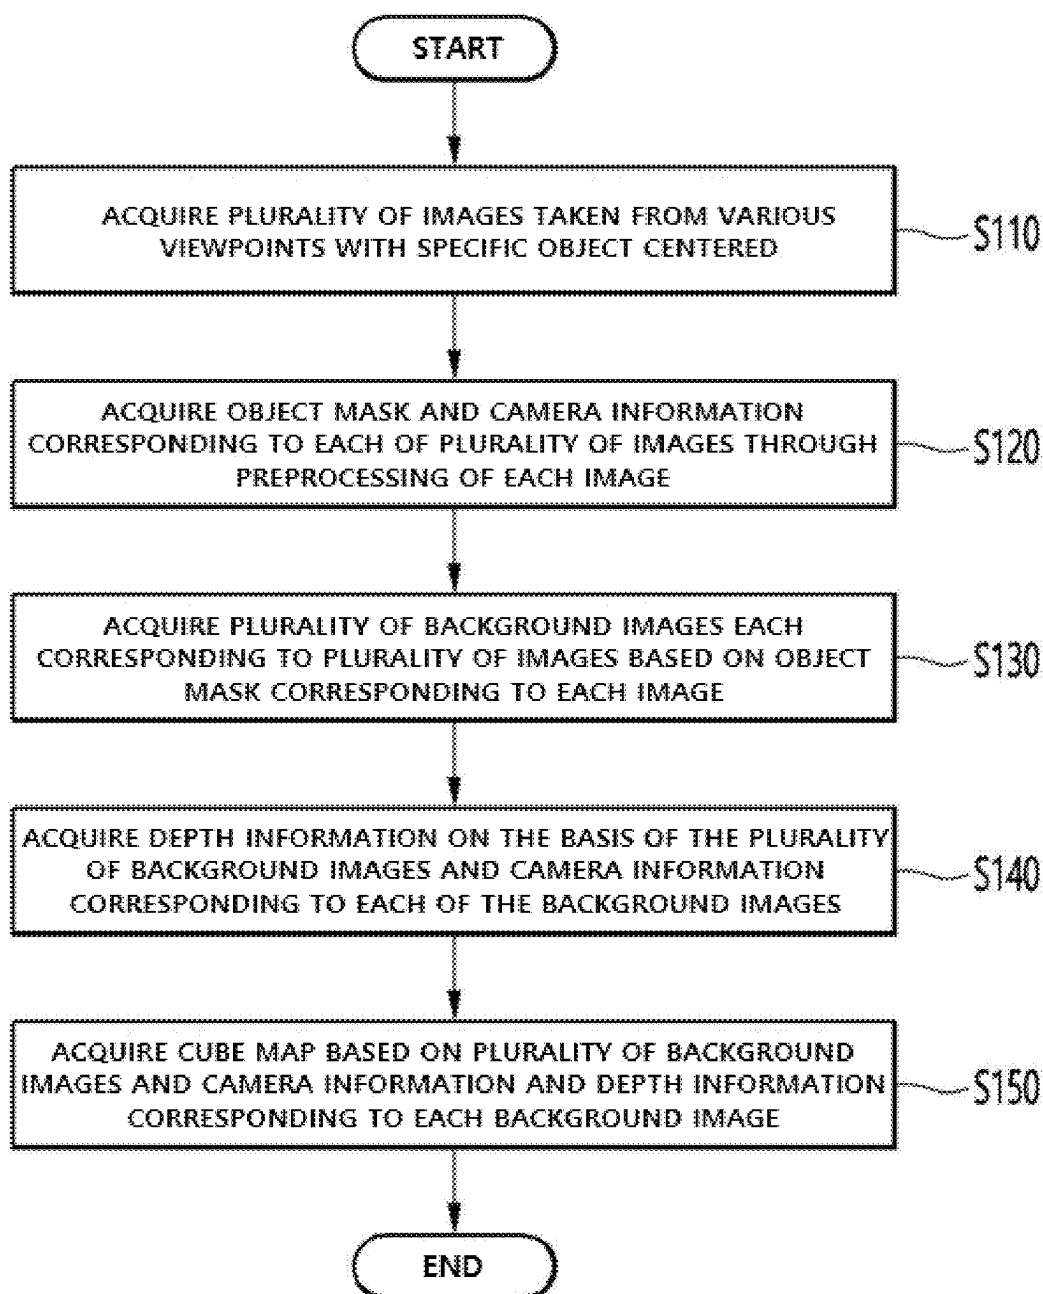 START
ACQUIRE PLURALITY OF IMAGES TAKEN FROM VARIOUS
VIEWPOINTS WITH SPECIFIC OBJECT CENTERED
S110
ACQUIRE OBJECT MASK AND CAMERA INFORMATION
CORRESPONDING TO EACH OF PLURALITY OF IMAGES THROUGH
PREPROCESSING OF EACH IMAGE
S120
ACQUIRE PLURALITY OF BACKGROUND IMAGES EACH
CORRESPONDING TO PLURALITY OF IMAGES BASED ON OBJECT
MASK CORRESPONDING TO EACH IMAGE
S130
ACQUIRE DEPTH INFORMATION ON THE BASIS OF THE PLURALITY
OF BACKGROUND IMAGES AND CAMERA INFORMATION
CORRESPONDING TO EACH OF THE BACKGROUND IMAGES
S140
ACQUIRE CUBE MAP BASED ON PLURALITY OF BACKGROUND
IMAGES AND CAMERA INFORMATION AND DEPTH INFORMATION
CORRESPONDING TO EACH BACKGROUND IMAGE
S150
END